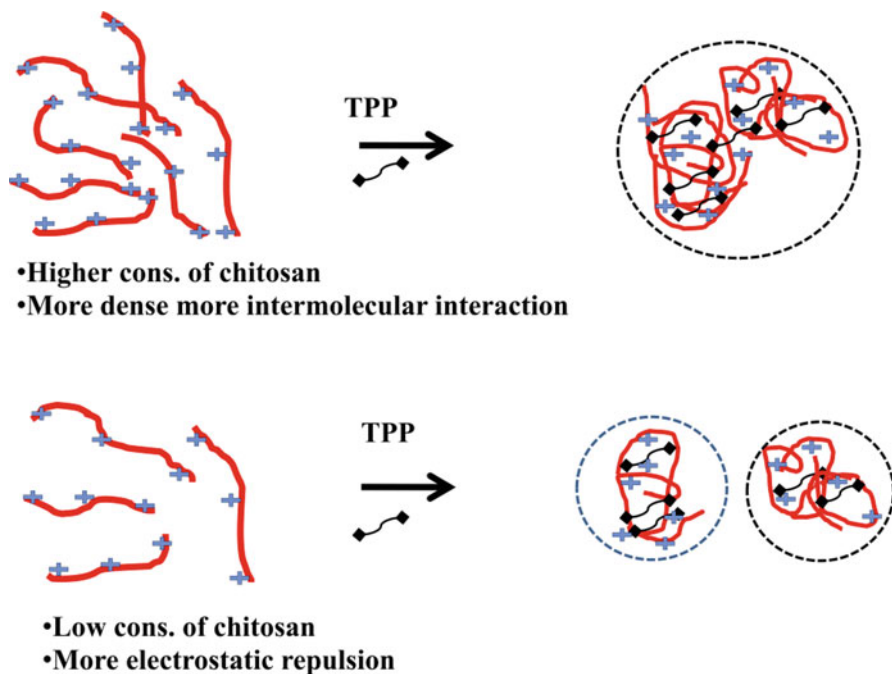 TPP
•Higher cons. of chitosan
•More dense more intermolecular interaction
TPP
•Low cons. of chitosan
•More electrostatic repulsion